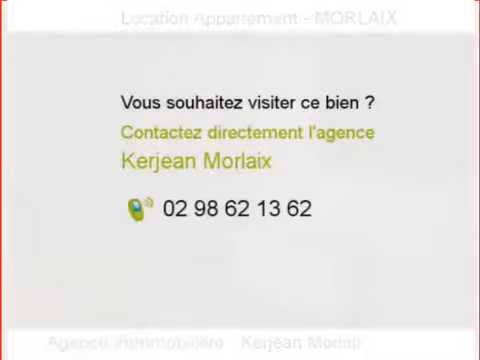 Location Appartement - MORLAIX
Vous souhaitez visiter ce bien ?
Contactez directement l'agence
Kerjean Morlaix
02 98 62 13 62
Agence immobilière Kerjean Morlaix